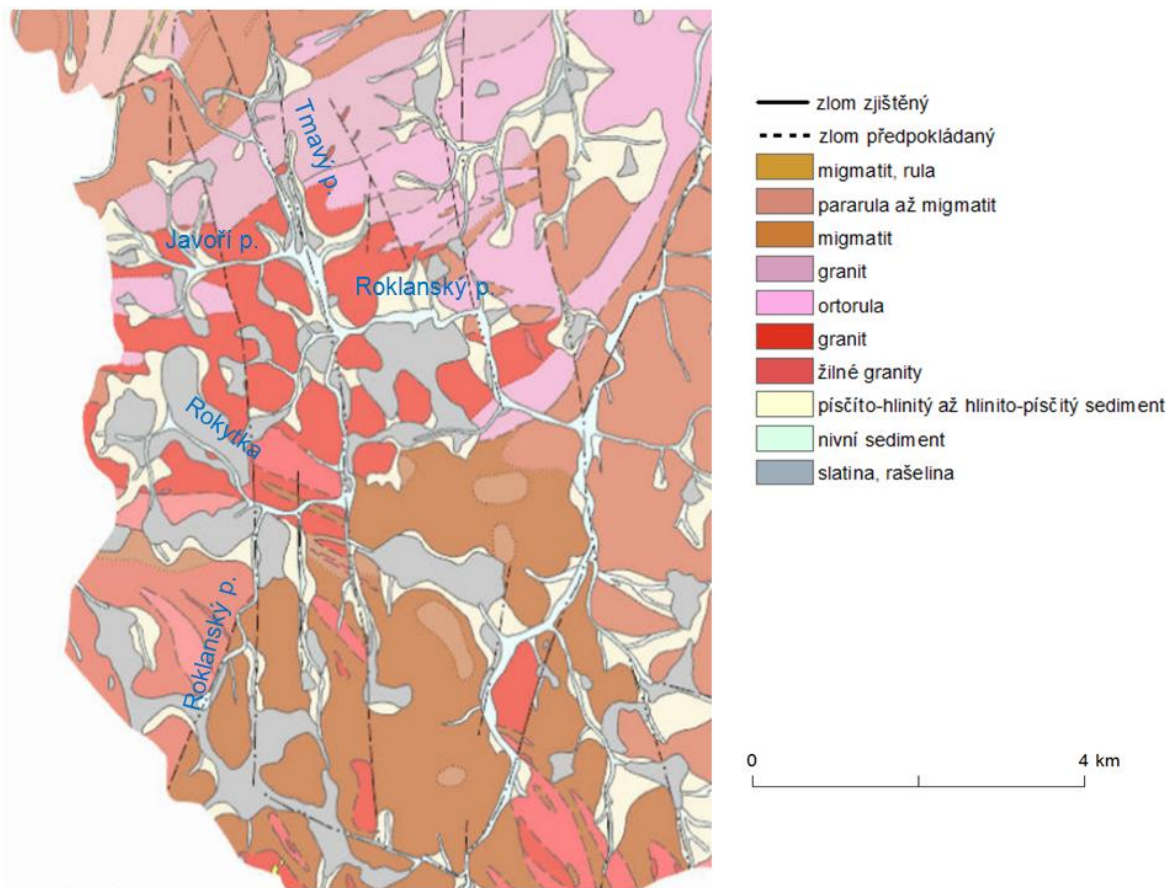 Tmavý p.
Javoří p.
Roklanský p.
Rokytka
Roklanský p.
zlom zjištěný
zlom předpokládaný
migmatit, rula
pararula až migmatit
migmatit
granit
ortorula
granit
žilné granity
písčíto-hlinitý až hlinito-písčitý sediment
nivní sediment
slatina, rašelina
0 4 km